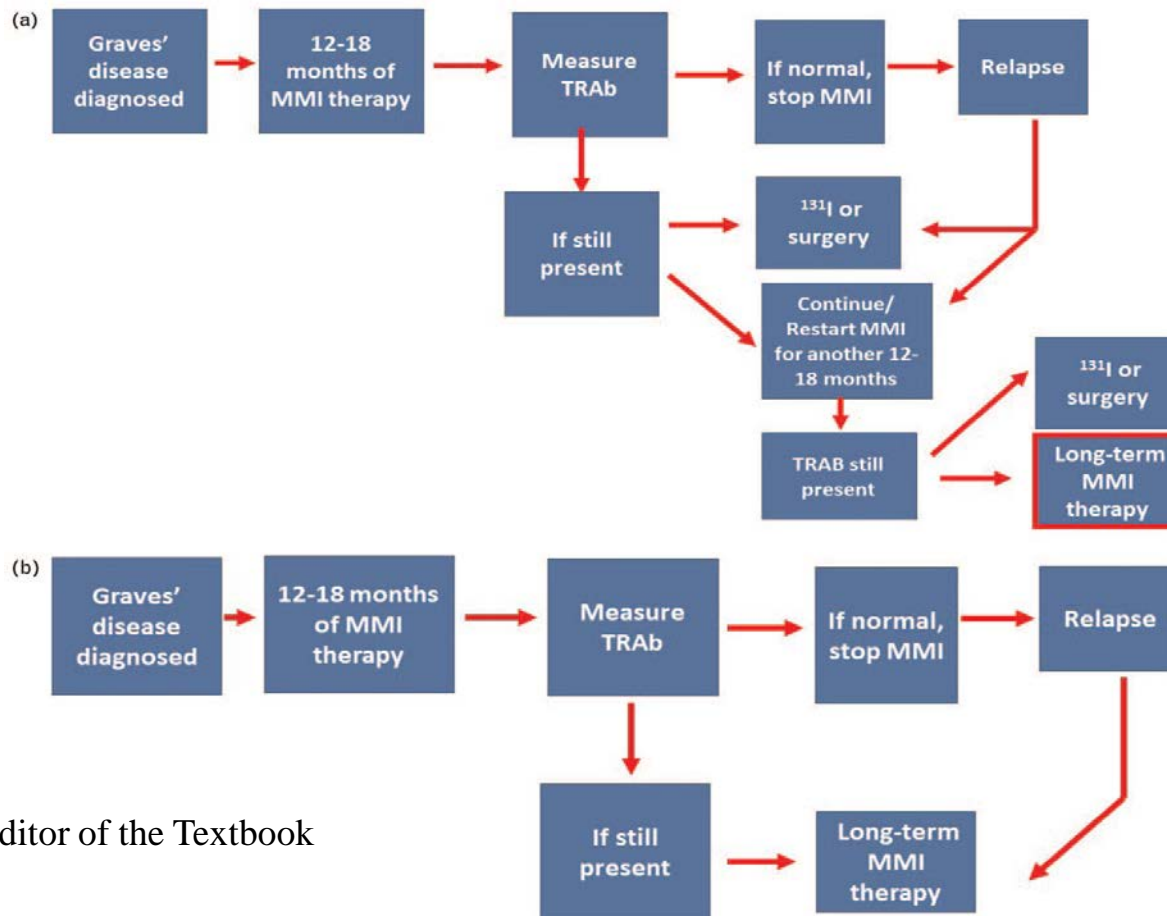 (a)
Graves'
disease
diagnosed
12-18
months of
MMI therapy
Measure
TRAb
If normal,
stop MMI
Relapse
If still
present
¹³¹I or
surgery
Continue/
Restart MMI
for another 12-
18 months
TRAB still
present
¹³¹I or
surgery
Long-term
MMI
therapy
(b)
Graves'
disease
diagnosed
12-18 months
of MMI
therapy
Measure
TRAb
If normal,
stop MMI
Relapse
If still
present
Long-term
MMI
therapy
ditor of the Textbook